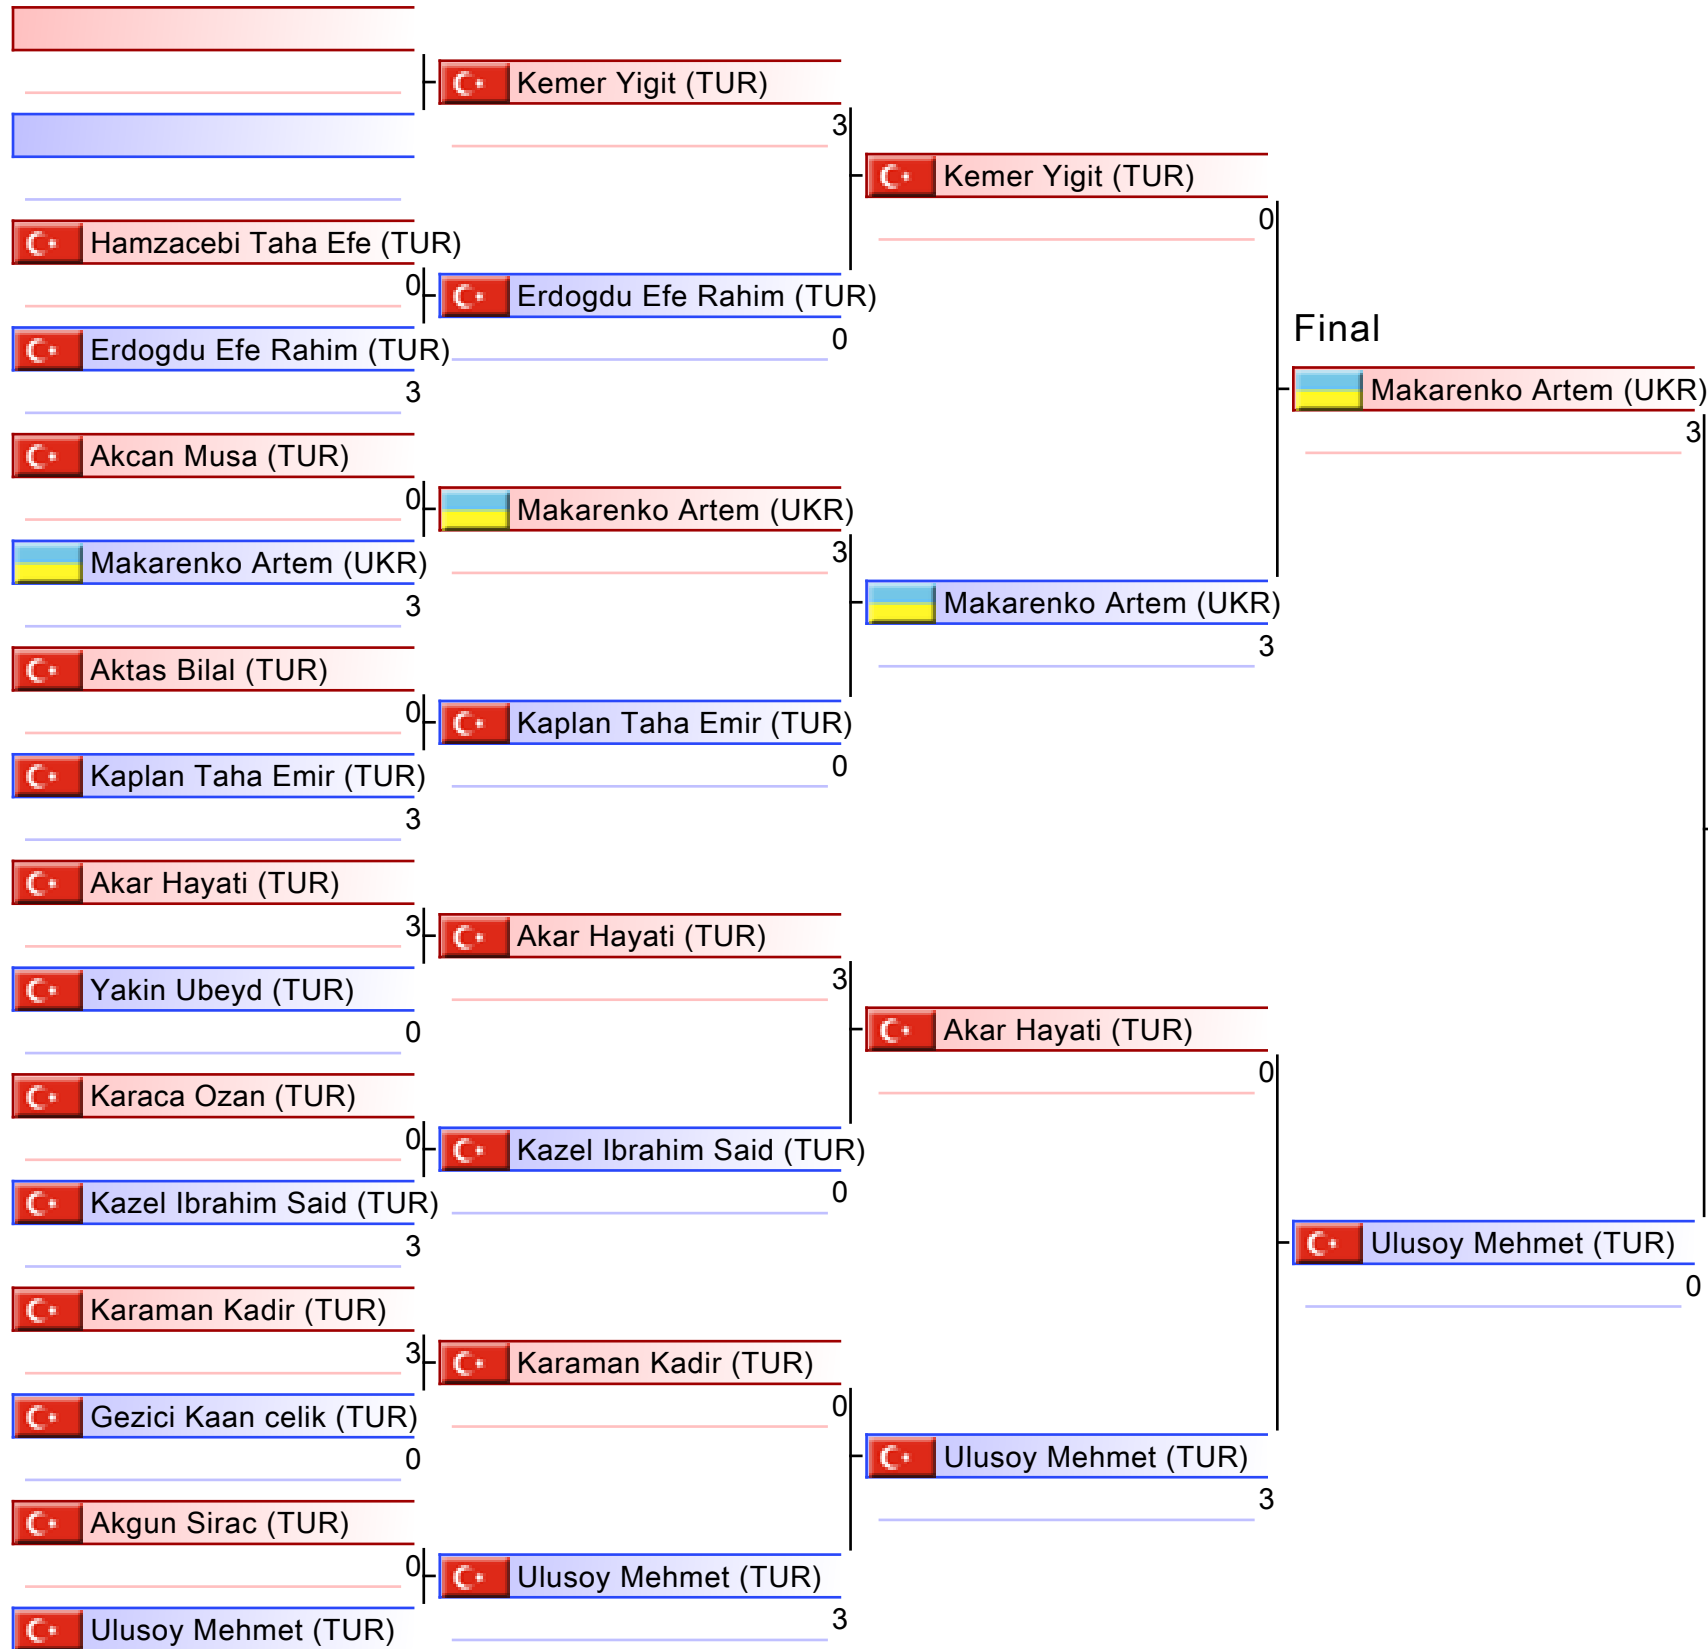 Kemer Yigit (TUR)
3
Kemer Yigit (TUR)
0
Hamzacebi Taha Efe (TUR)
0
Erdogdu Efe Rahim (TUR)
0
Erdogdu Efe Rahim (TUR)
3
Final
Makarenko Artem (UKR)
3
Akcan Musa (TUR)
0
Makarenko Artem (UKR)
3
Makarenko Artem (UKR)
3
Makarenko Artem (UKR)
3
Aktas Bilal (TUR)
0
Kaplan Taha Emir (TUR)
0
Kaplan Taha Emir (TUR)
3
Akar Hayati (TUR)
3
Akar Hayati (TUR)
3
Yakin Ubeyd (TUR)
0
Akar Hayati (TUR)
0
Karaca Ozan (TUR)
0
Kazel Ibrahim Said (TUR)
0
Kazel Ibrahim Said (TUR)
3
Ulusoy Mehmet (TUR)
0
Karaman Kadir (TUR)
3
Karaman Kadir (TUR)
0
Gezici Kaan celik (TUR)
0
Ulusoy Mehmet (TUR)
3
Akgun Sirac (TUR)
0
Ulusoy Mehmet (TUR)
3
Ulusoy Mehmet (TUR)